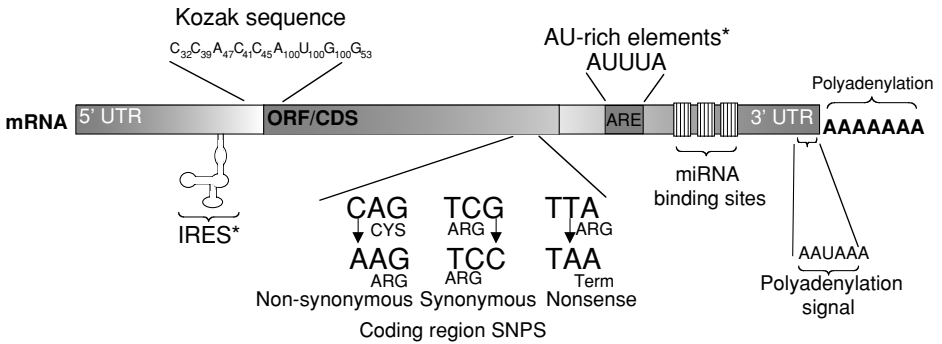 Kozak sequence
C32C39A47C41C45A100U100G100G53
AU-rich elements*
AUUUA
Polyadenylation
mRNA 5' UTR ORF/CDS ARE 3' UTR AAAAAAA
miRNA
binding sites
IRES*
CAG TCG TTA
CYS ARG ARG
AAG TCC TAA
ARG ARG Term
Non-synonymous Synonymous Nonsense
Coding region SNPS
AAUAAA
Polyadenylation
signal